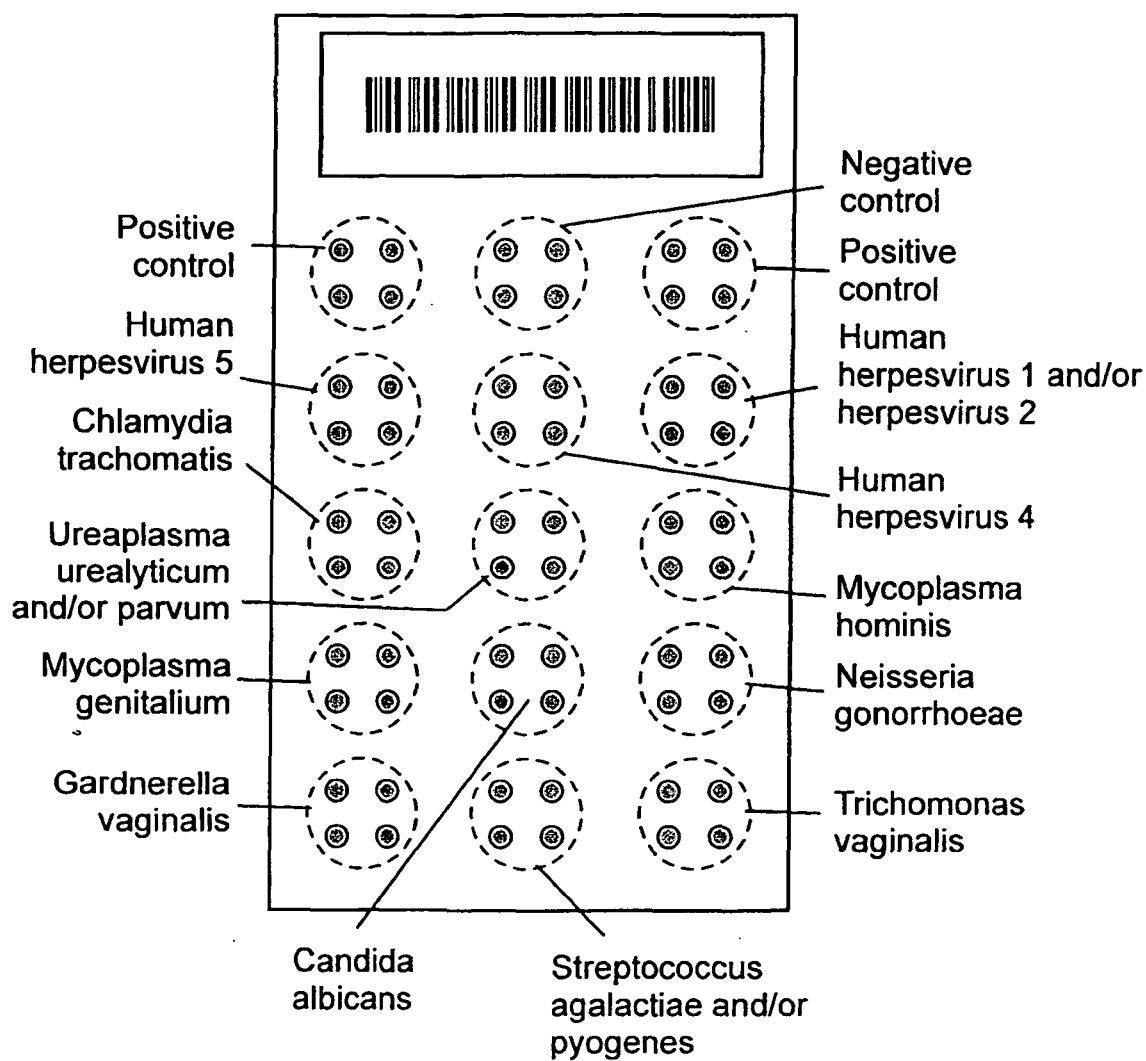 Negative
control
Positive
control
Positive
control
Human
herpesvirus 5
Human
herpesvirus 1 and/or
herpesvirus 2
Chlamydia
trachomatis
Human
herpesvirus 4
Ureaplasma
urealyticum
and/or parvum
Mycoplasma
hominis
Mycoplasma
genitalium
Neisseria
gonorrhoeae
Gardnerella
vaginalis
Trichomonas
vaginalis
Candida
albicans
Streptococcus
agalactiae and/or
pyogenes